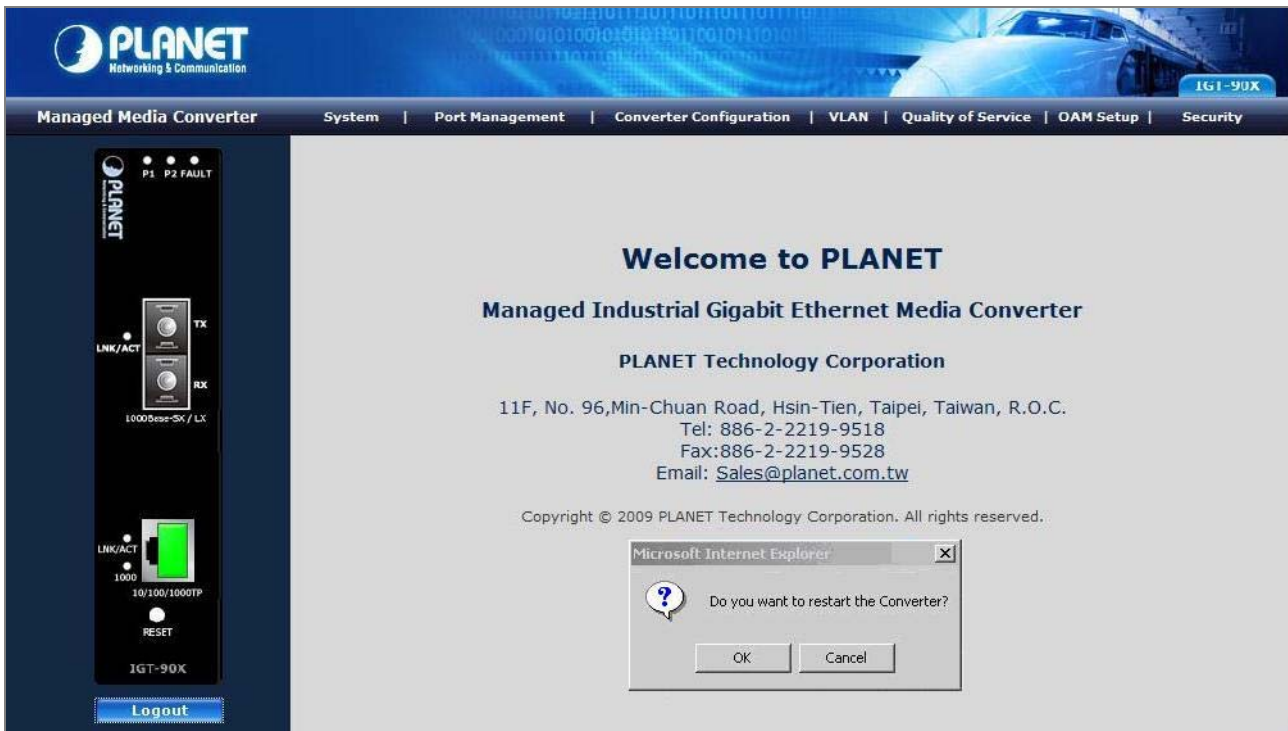 PLANET
Networking & Communication
IGT-90X
Managed Media Converter
System | Port Management | Converter Configuration | VLAN | Quality of Service | OAM Setup | Security
P1 P2 FAULT
PLANET
TX
LNK/ACT
RX
1000Base-SX / LX
LNK/ACT
1000
10/100/1000TP
RESET
IGT-90X
Logout
Welcome to PLANET
Managed Industrial Gigabit Ethernet Media Converter
PLANET Technology Corporation
11F, No. 96,Min-Chuan Road, Hsin-Tien, Taipei, Taiwan, R.O.C.
Tel: 886-2-2219-9518
Fax:886-2-2219-9528
Email: Sales@planet.com.tw
Copyright © 2009 PLANET Technology Corporation. All rights reserved.
Microsoft Internet Explorer
Do you want to restart the Converter?
OK Cancel